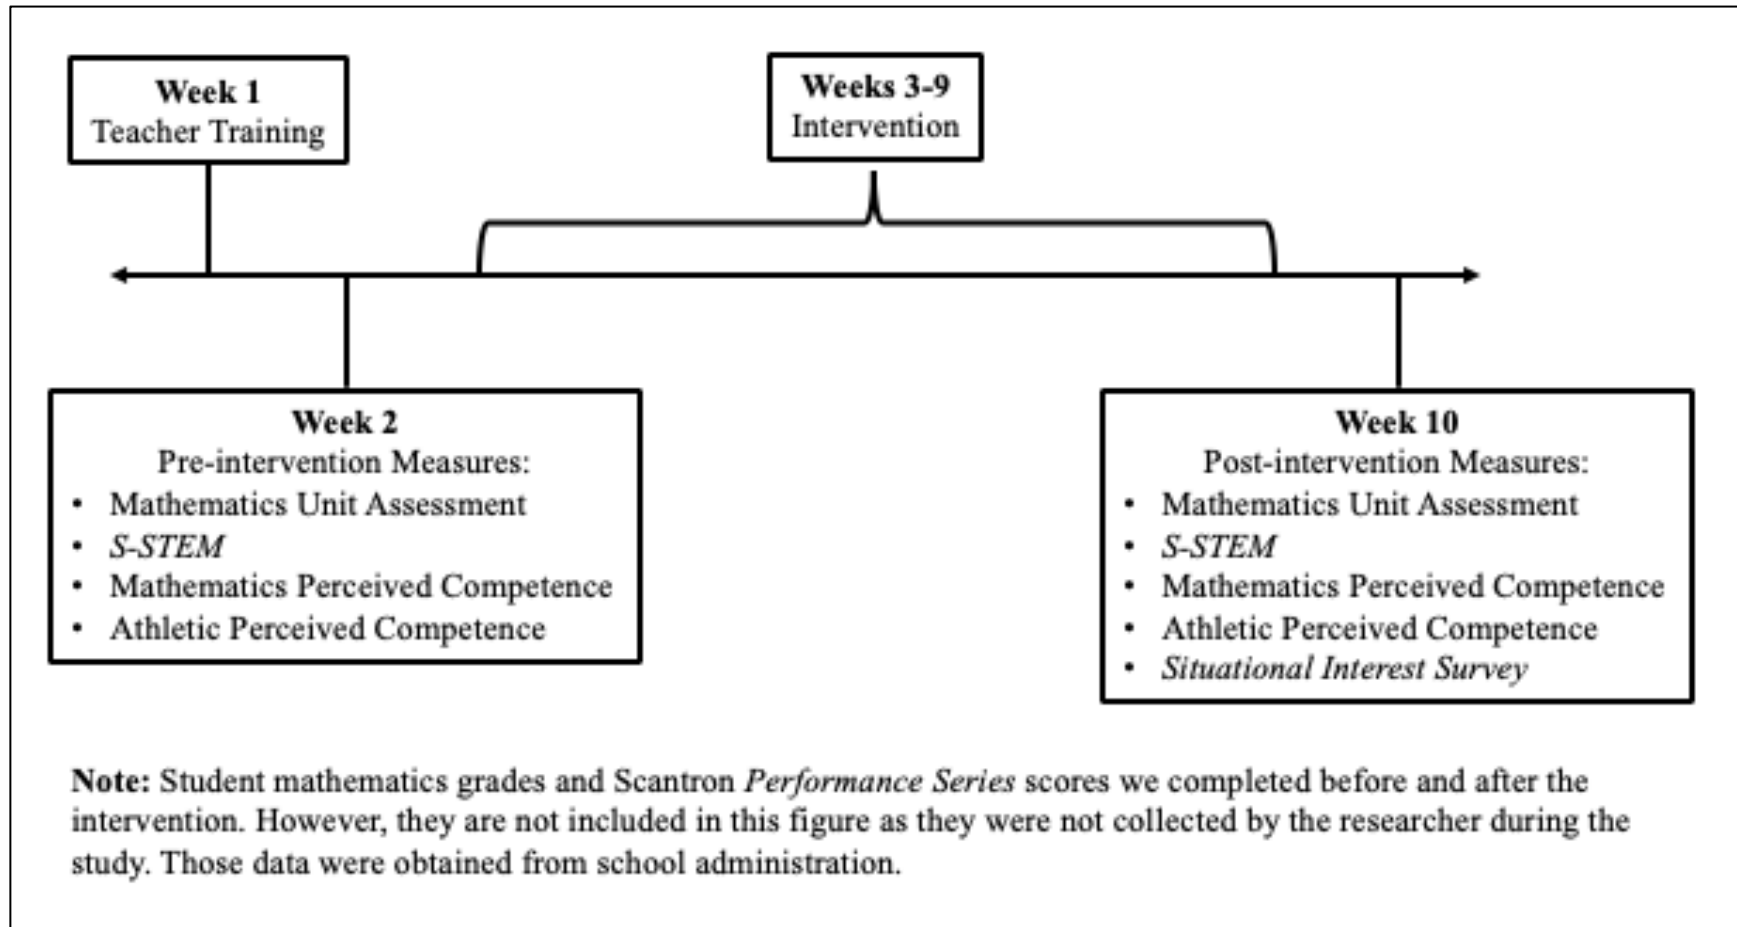 Week 1
Teacher Training
Weeks 3-9
Intervention
Week 2
Pre-intervention Measures:
• Mathematics Unit Assessment
• S-STEM
• Mathematics Perceived Competence
• Athletic Perceived Competence
Week 10
Post-intervention Measures:
• Mathematics Unit Assessment
• S-STEM
• Mathematics Perceived Competence
• Athletic Perceived Competence
• Situational Interest Survey
Note: Student mathematics grades and Scantron Performance Series scores we completed before and after the
intervention. However, they are not included in this figure as they were not collected by the researcher during the
study. Those data were obtained from school administration.